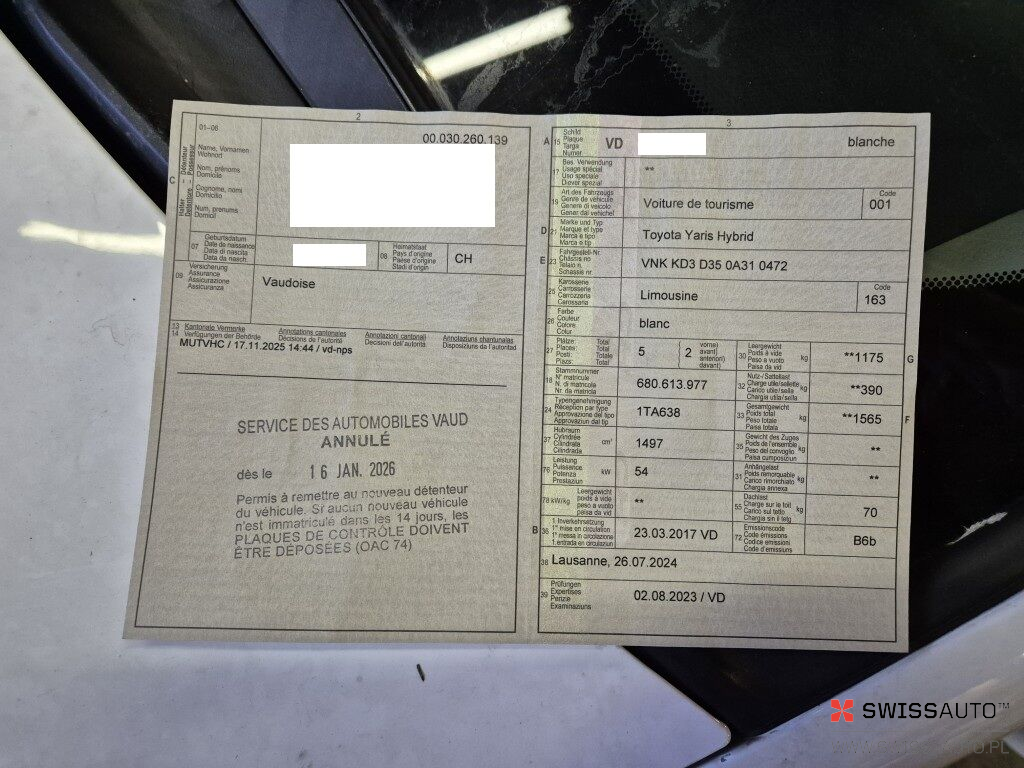 2
00.030.260.139
01–06
C
Halter - Détenteur
Detentore - Possessur
Name, Vornamen
Wohnort
Nom, prénoms
Domicile
Cognome, nomi
Domicilio
Num, prenums
Domicil
07
Geburtsdatum
Date de naissance
Data di nascita
Data da nasch.
08
Heimatstaat
Pays d'origine
Paese d'origine
Stadi d'origin
CH
09
Versicherung
Assurance
Assicurazione
Assicuranza
Vaudoise
13 Kantonale Vermerke Annotations cantonales Annotazioni cantonali Annotaziuns chantunalas
14 Verfügungen der Behörde Décisions de l'autorité Decisioni dell'autorità Disposiziuns da l'autoritad
MUTVHC / 17.11.2025 14:44 / vd-nps
SERVICE DES AUTOMOBILES VAUD
ANNULÉ
dès le 16 JAN. 2026
Permis à remettre au nouveau détenteur
du véhicule. Si aucun nouveau véhicule
n'est immatriculé dans les 14 jours, les
PLAQUES DE CONTRÔLE DOIVENT
ÊTRE DÉPOSÉES (OAC 74)
3
A 15
Schild
Plaque
Targa
Numer
VD
blanche
17
Bes. Verwendung
Usage spécial
Uso speciale
Diever spezial
**
19
Art des Fahrzeugs
Genre de véhicule
Genere di veicolo
Gener dal vehichel
Voiture de tourisme
Code
001
D 21
Marke und Typ
Marque et type
Marca e tipo
Marca e tip
Toyota Yaris Hybrid
E 23
Fahrgestell-Nr.
Châssis no
Telaio n.
Schassis nr.
VNK KD3 D35 0A31 0472
25
Karosserie
Carrosserie
Carrozzeria
Carossaria
Limousine
Code
163
26
Farbe
Couleur
Colore
Colur
blanc
27
Plätze: Total
Places: Total
Posti: Totale
Plazs: Total
5
2
vorne)
avant)
anteriori)
davant)
30
Leergewicht
Poids à vide
Peso a vuoto
Paisa da vid
kg
**1175
G
18
Stammnummer
N° matricule
N. di matricola
Nr. da matricla
680.613.977
32
Nutz-/Sattellast
Charge utile/sellette
Carico utile/sella
Chargia utila/sella
kg
**390
24
Typengenehmigung
Réception par type
Approvazione del tipo
Approvaziun dal tip
1TA638
33
Gesamtgewicht
Poids total
Peso totale
Paisa totala
kg
**1565
F
37
Hubraum
Cylindrée
Cilindrata
Cilindrada
cm³
1497
35
Gewicht des Zuges
Poids de l'ensemble
Peso del convoglio
Paisa cumposiziun
kg
**
76
Leistung
Puissance
Potenza
Prestaziun
kW
54
31
Anhängelast
Poids remorquable
Carico rimorchiato
Chargia annexa
kg
**
78 kW/kg
Leergewicht
poids à vide
peso a vuoto
paisa da vid
**
55
Dachlast
Charge sur le toit
Carico sul tetto
Chargia sin il tetg
kg
70
B 36
1. Inverkehrsetzung
1re mise en circulation
1a messa in circolazione
1. entrada en circulaziun
23.03.2017 VD
72
Emissionscode
Code émissions
Codice emissioni
Code d'emissiuns
B6b
38 Lausanne, 26.07.2024
39
Prüfungen
Expertises
Perizie
Examinaziuns
02.08.2023 / VD
SWISSAUTO™